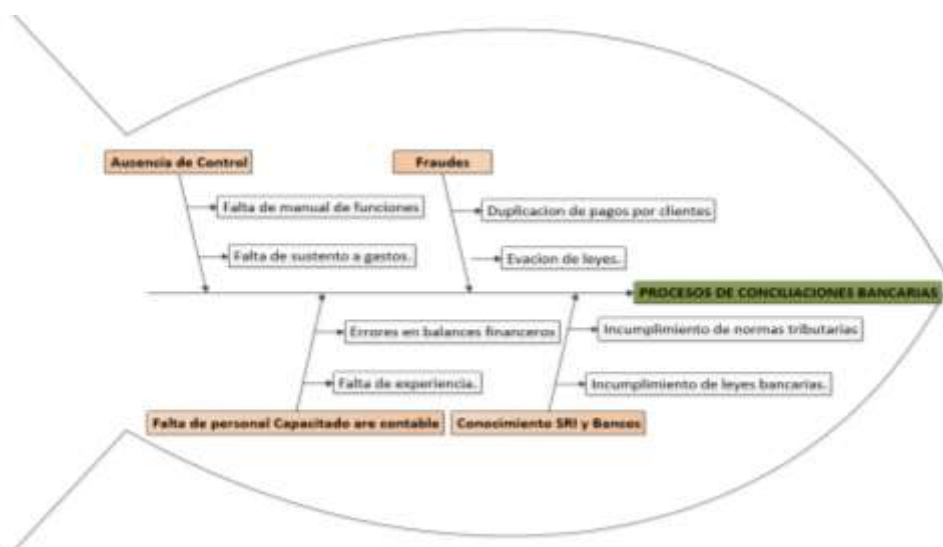 Ausencia de Control
Fraudes
Falta de manual de funciones
Duplicacion de pagos por clientes
Falta de sustento a gastos.
Evacion de leyes.
PROCESOS DE CONCILIACIONES BANCARIAS
Errores en balances financieros
Incumplimiento de normas tributarias
Falta de experiencia.
Incumplimiento de leyes bancarias.
Falta de personal Capacitado are contable
Conocimiento SRI y Bancos